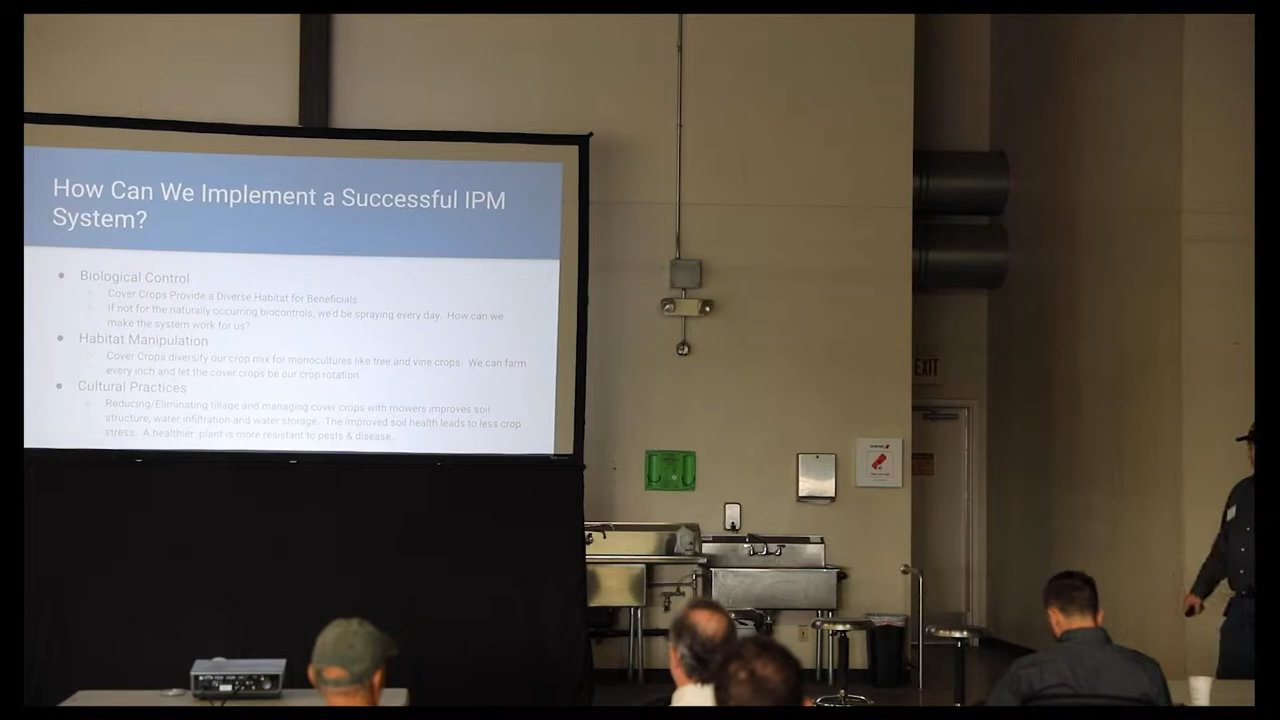 How Can We Implement a Successful IPM
System?
Biological Control
Cover Crops Provide a Diverse Habitat for Beneficials
If not for the naturally occurring biocontrols, we'd be spraying every day. How can we
make the system work for us?
Habitat Manipulation
Cover Crops diversify our crop mix for monocultures like tree and vine crops. We can farm
every inch and let the cover crops be our crop rotation.
Cultural Practices
Reducing/Eliminating tillage and managing cover crops with mowers improves soil
structure, water infiltration and water storage. The improved soil health leads to less crop
stress. A healthier plant is more resistant to pests & disease.
EXIT